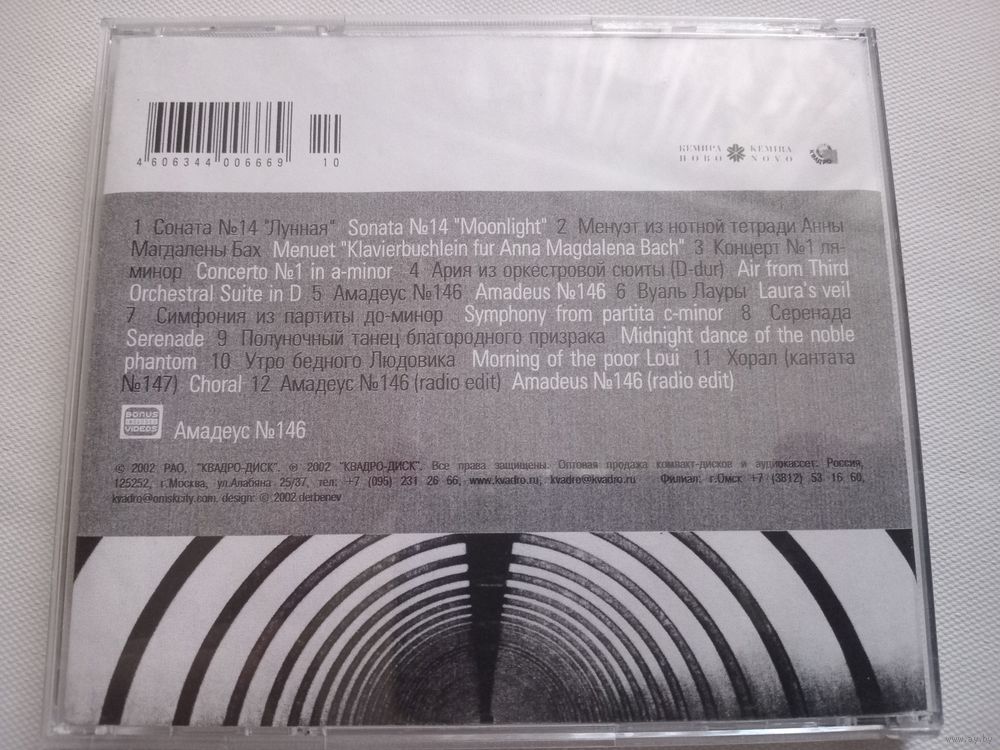 4 606344 006669 10
КЕМИРА KEMIRA
НОВО NOVO
КВАДРО
1 Соната №14 "Лунная" Sonata №14 "Moonlight" 2 Менуэт из нотной тетради Анны
Магдалены Бах Menuet "Klavierbuchlein fur Anna Magdalena Bach" 3 Концерт №1 ля-
минор Concerto №1 in a-minor 4 Ария из оркестровой сюиты (D-dur) Air from Third
Orchestral Suite in D 5 Амадеус №146 Amadeus №146 6 Вуаль Лауры Laura's veil
7 Симфония из партиты до-минор Symphony from partita c-minor 8 Серенада
Serenade 9 Полуночный танец благородного призрака Midnight dance of the noble
phantom 10 Утро бедного Людовика Morning of the poor Loui 11 Хорал (кантата
№147) Choral 12 Амадеус №146 (radio edit) Amadeus №146 (radio edit)
BONUS
VIDEOS
Амадеус №146
© 2002 РАО, "КВАДРО-ДИСК". ℗ 2002 "КВАДРО-ДИСК". Все права защищены. Оптовая продажа компакт-дисков и аудиокассет: Россия,
125252, г.Москва, ул.Алабяна 25/37, тел: +7 (095) 231 26 66, www.kvadro.ru, kvadro@kvadro.ru Филиал: г.Омск +7 (3812) 53 16 60,
kvadro@omskcity.com, design: © 2002 derbenev
www.ay.by